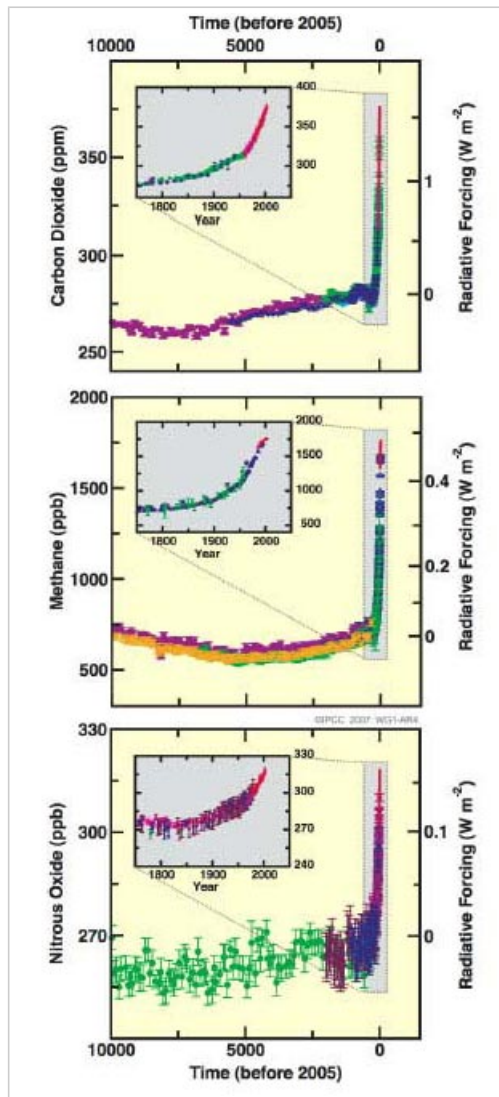 Time (before 2005)
10000 5000 0
400
350
300
1800 1900 2000
Year
350
300
250
Carbon Dioxide (ppm)
1
0
Radiative Forcing (W m-2)
2000
1500
1000
500
Methane (ppb)
2000
1500
1000
500
1800 1900 2000
Year
0.4
0.2
0
Radiative Forcing (W m-2)
©IPCC 2007: WG1-AR4
330
300
270
Nitrous Oxide (ppb)
330
300
270
240
1800 1900 2000
Year
0.1
0
Radiative Forcing (W m-2)
10000 5000 0
Time (before 2005)